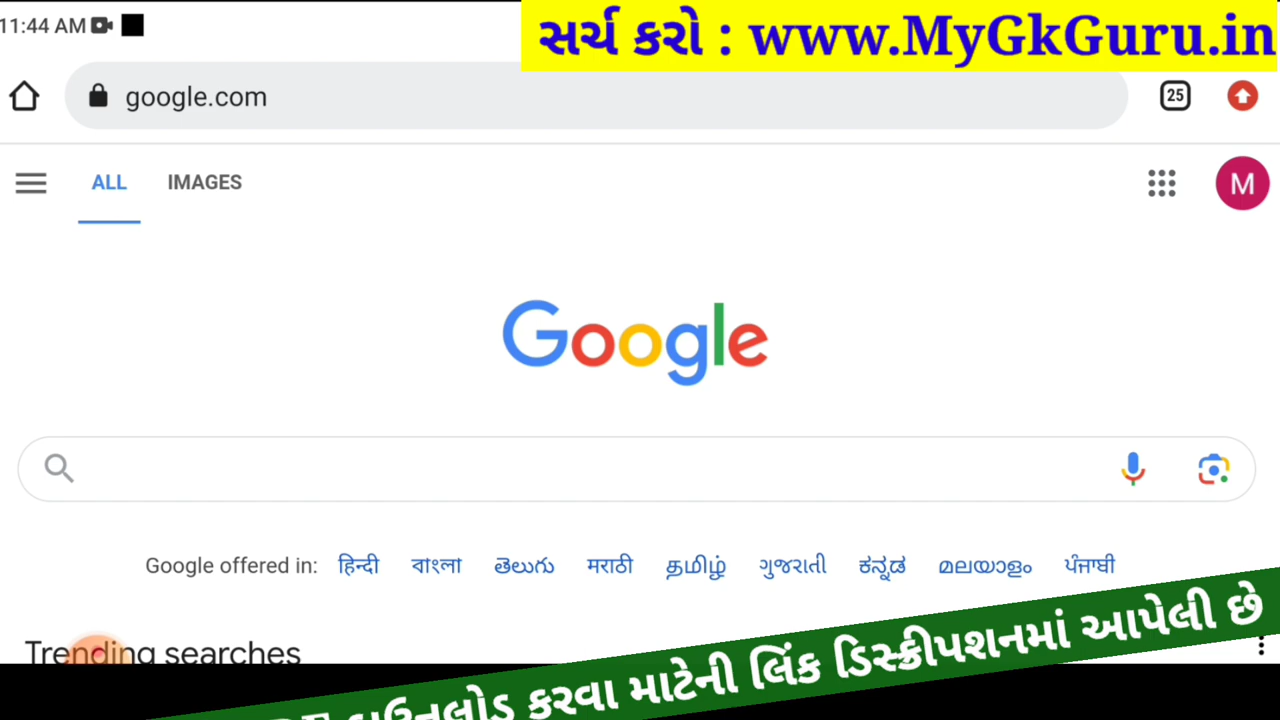 11:44 AM
સર્ચ કરો : www.MyGkGuru.in
google.com
25
ALL IMAGES
M
Google
Google offered in: हिन्दी বাংলা తెలుగు मराठी தமிழ் ગુજરાતી ಕನ್ನಡ മലയാളം ਪੰਜਾਬੀ
Trending searches
કરવા માટેની લિંક ડિસ્ક્રીપશનમાં આપેલી છે